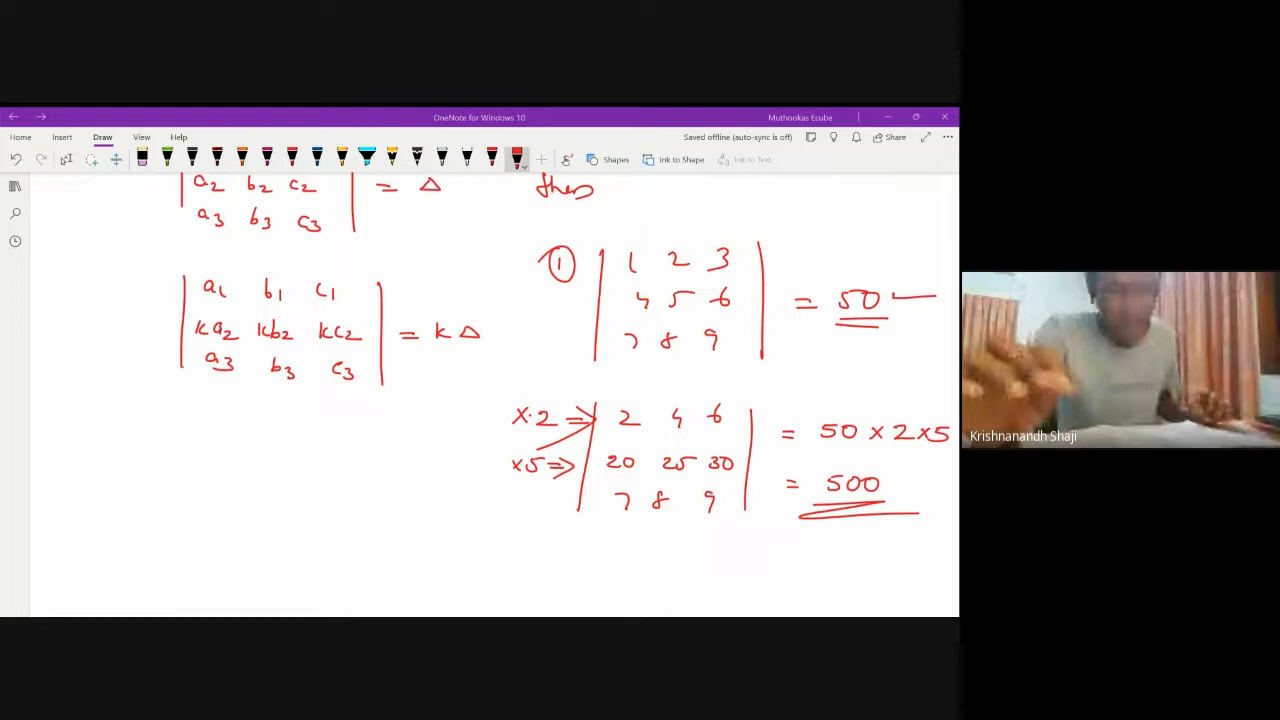 OneNote for Windows 10
Muthookas Ecube
Home Insert Draw View Help
Saved offline (auto-sync is off)
Share
Shapes
Ink to Shape
Ink to Text
a2 b2 c2 = Δ
a3 b3 c3
a1 b1 c1
ka2 kb2 kc2 = k Δ
a3 b3 c3
① 1 2 3
4 5 6 = 50
7 8 9
x·2 ⇒ 2 4 6
= 50 x 2 x 5
x5 ⇒ 20 25 30
= 500
7 8 9
Krishnanandh Shaji